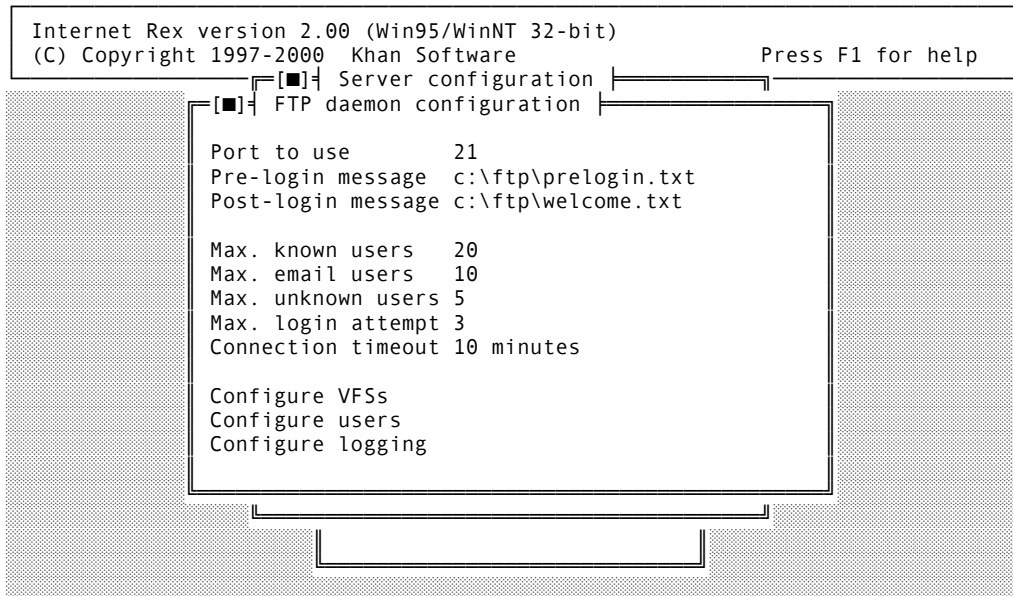 Internet Rex version 2.00 (Win95/WinNT 32-bit)
(C) Copyright 1997-2000 Khan Software Press F1 for help
[■] Server configuration
[■] FTP daemon configuration
Port to use 21
Pre-login message c:\ftp\prelogin.txt
Post-login message c:\ftp\welcome.txt
Max. known users 20
Max. email users 10
Max. unknown users 5
Max. login attempt 3
Connection timeout 10 minutes
Configure VFSs
Configure users
Configure logging